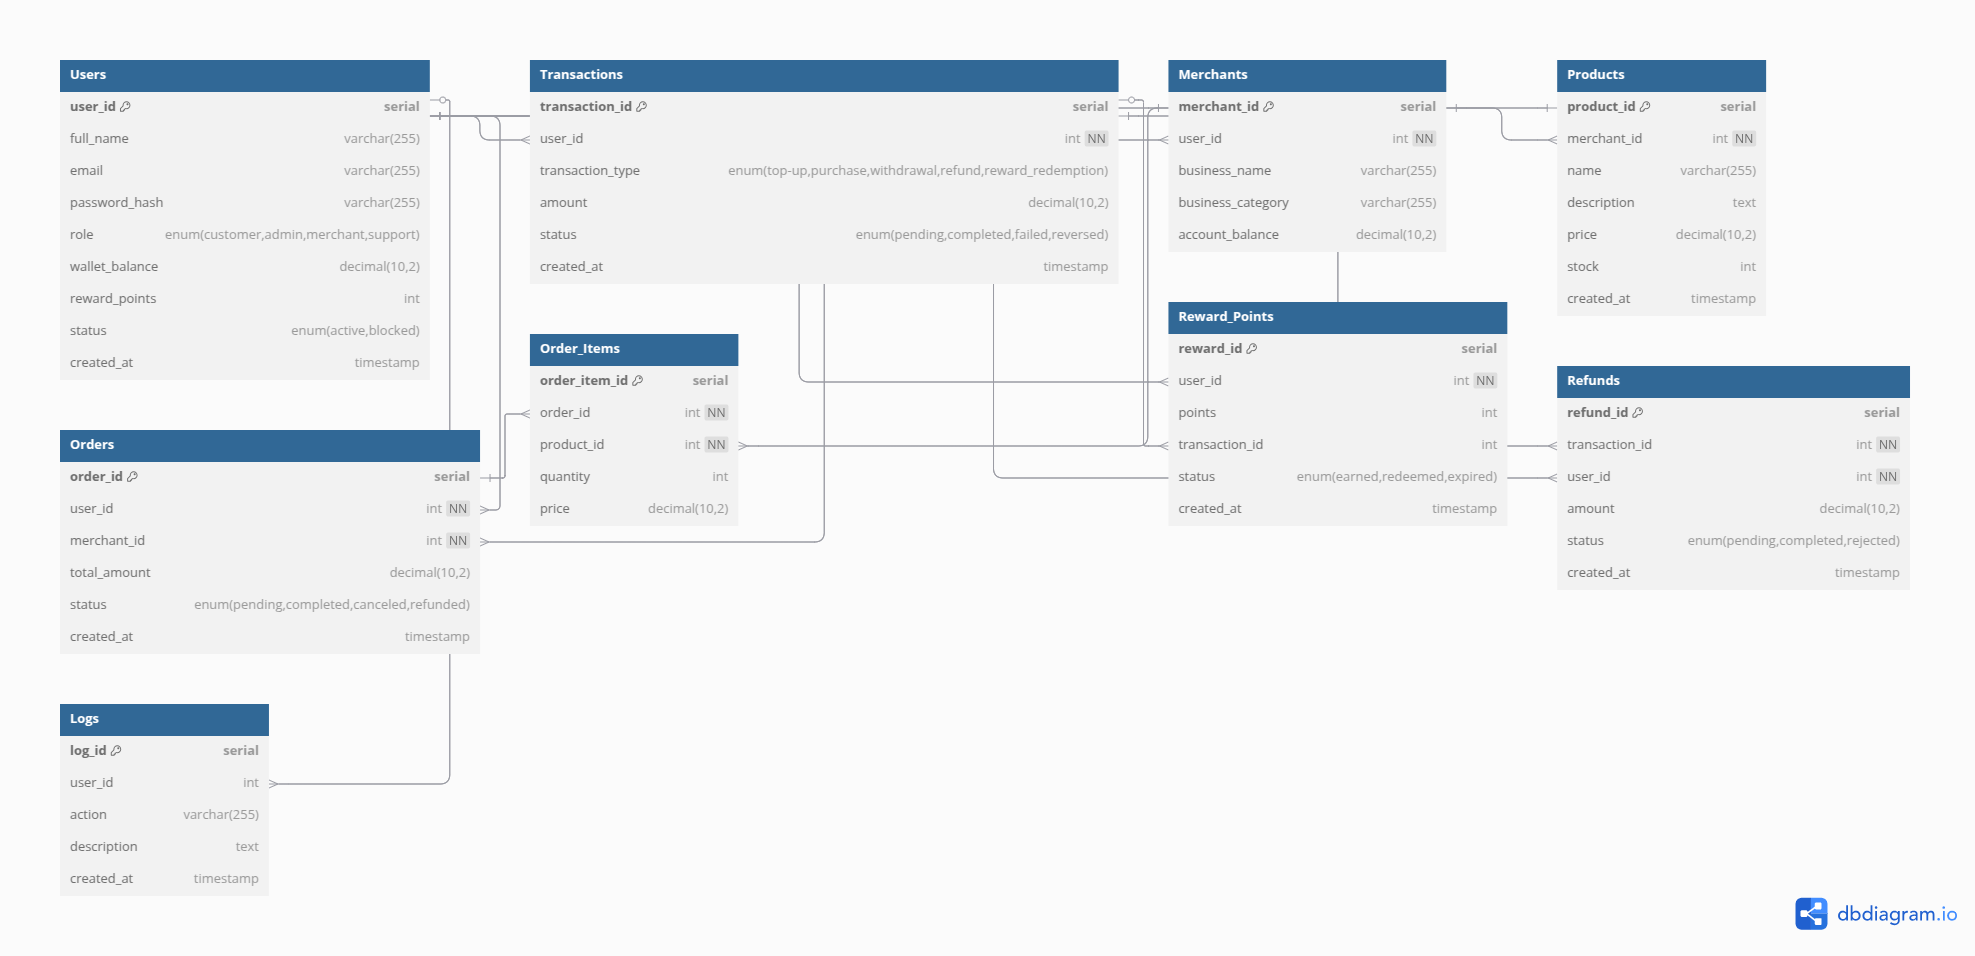 Users
user_id serial
full_name varchar(255)
email varchar(255)
password_hash varchar(255)
role enum(customer,admin,merchant,support)
wallet_balance decimal(10,2)
reward_points int
status enum(active,blocked)
created_at timestamp
Transactions
transaction_id serial
user_id int NN
transaction_type enum(top-up,purchase,withdrawal,refund,reward_redemption)
amount decimal(10,2)
status enum(pending,completed,failed,reversed)
created_at timestamp
Merchants
merchant_id serial
user_id int NN
business_name varchar(255)
business_category varchar(255)
account_balance decimal(10,2)
Products
product_id serial
merchant_id int NN
name varchar(255)
description text
price decimal(10,2)
stock int
created_at timestamp
Order_Items
order_item_id serial
order_id int NN
product_id int NN
quantity int
price decimal(10,2)
Reward_Points
reward_id serial
user_id int NN
points int
transaction_id int
status enum(earned,redeemed,expired)
created_at timestamp
Refunds
refund_id serial
transaction_id int NN
user_id int NN
amount decimal(10,2)
status enum(pending,completed,rejected)
created_at timestamp
Orders
order_id serial
user_id int NN
merchant_id int NN
total_amount decimal(10,2)
status enum(pending,completed,canceled,refunded)
created_at timestamp
Logs
log_id serial
user_id int
action varchar(255)
description text
created_at timestamp
dbdiagram.io